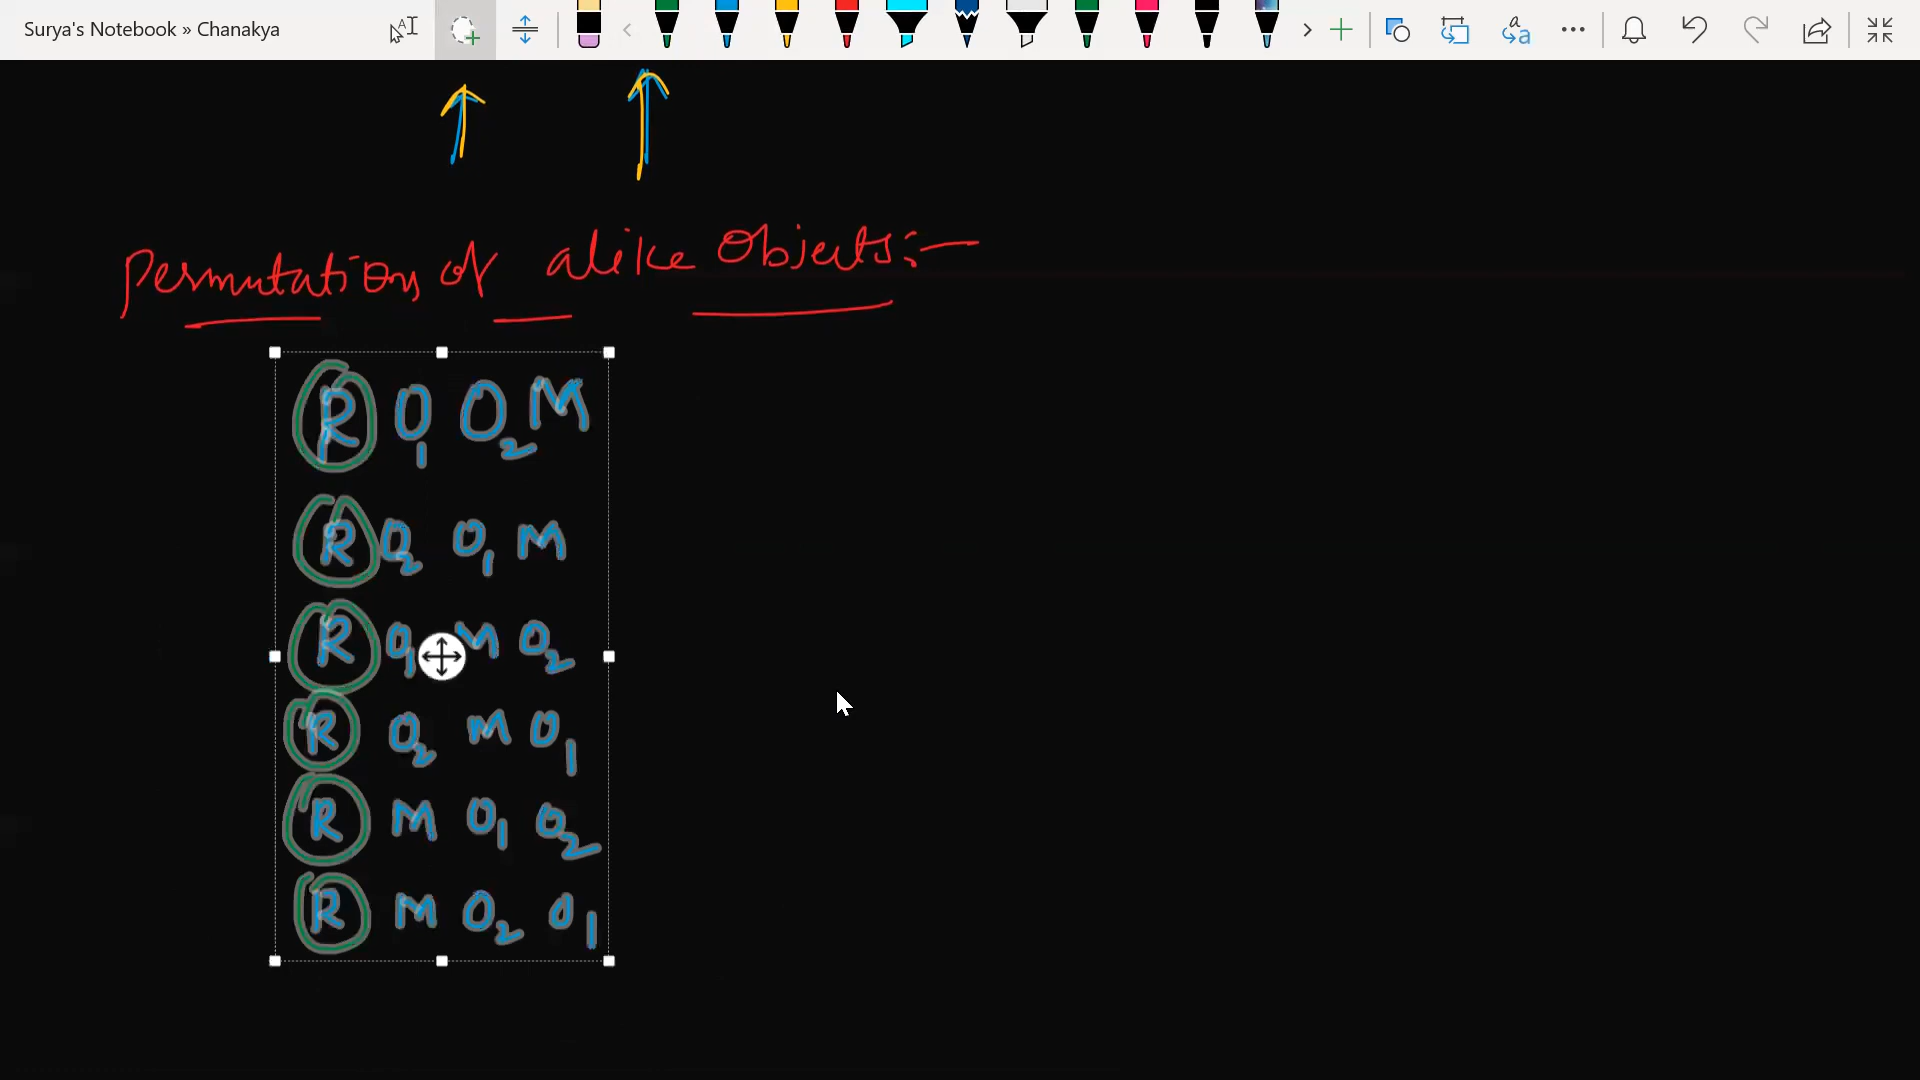 Surya's Notebook » Chanakya
Permutations of alike Objects:—
R O₁ O₂ M
R O₂ O₁ M
R O₁ M O₂
R O₂ M O₁
R M O₁ O₂
R M O₂ O₁